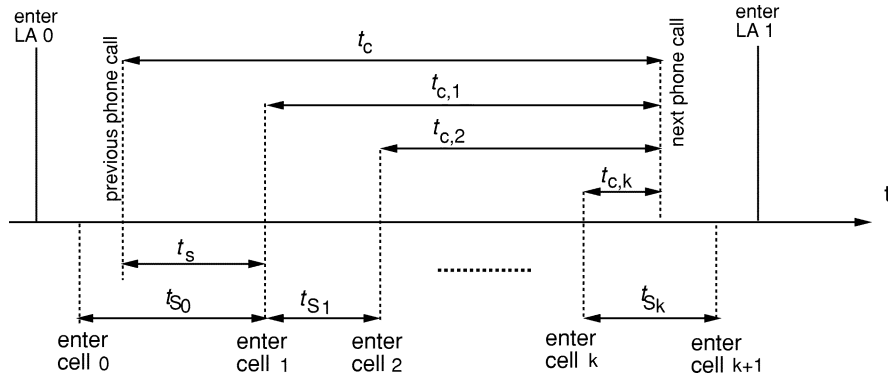 enter
LA 0
previous phone call
t_c
t_c,1
t_c,2
t_c,k
next phone call
enter
LA 1
t
t_s
t_S0
t_S1
t_Sk
enter
cell 0
enter
cell 1
enter
cell 2
enter
cell k
enter
cell k+1